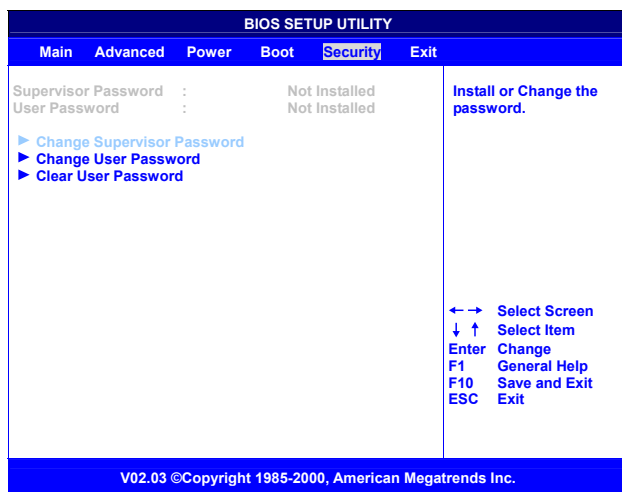 BIOS SETUP UTILITY
Main Advanced Power Boot Security Exit
Supervisor Password : Not Installed
User Password : Not Installed
Change Supervisor Password
Change User Password
Clear User Password
Install or Change the
password.
←→ Select Screen
↓ ↑ Select Item
Enter Change
F1 General Help
F10 Save and Exit
ESC Exit
V02.03 ©Copyright 1985-2000, American Megatrends Inc.